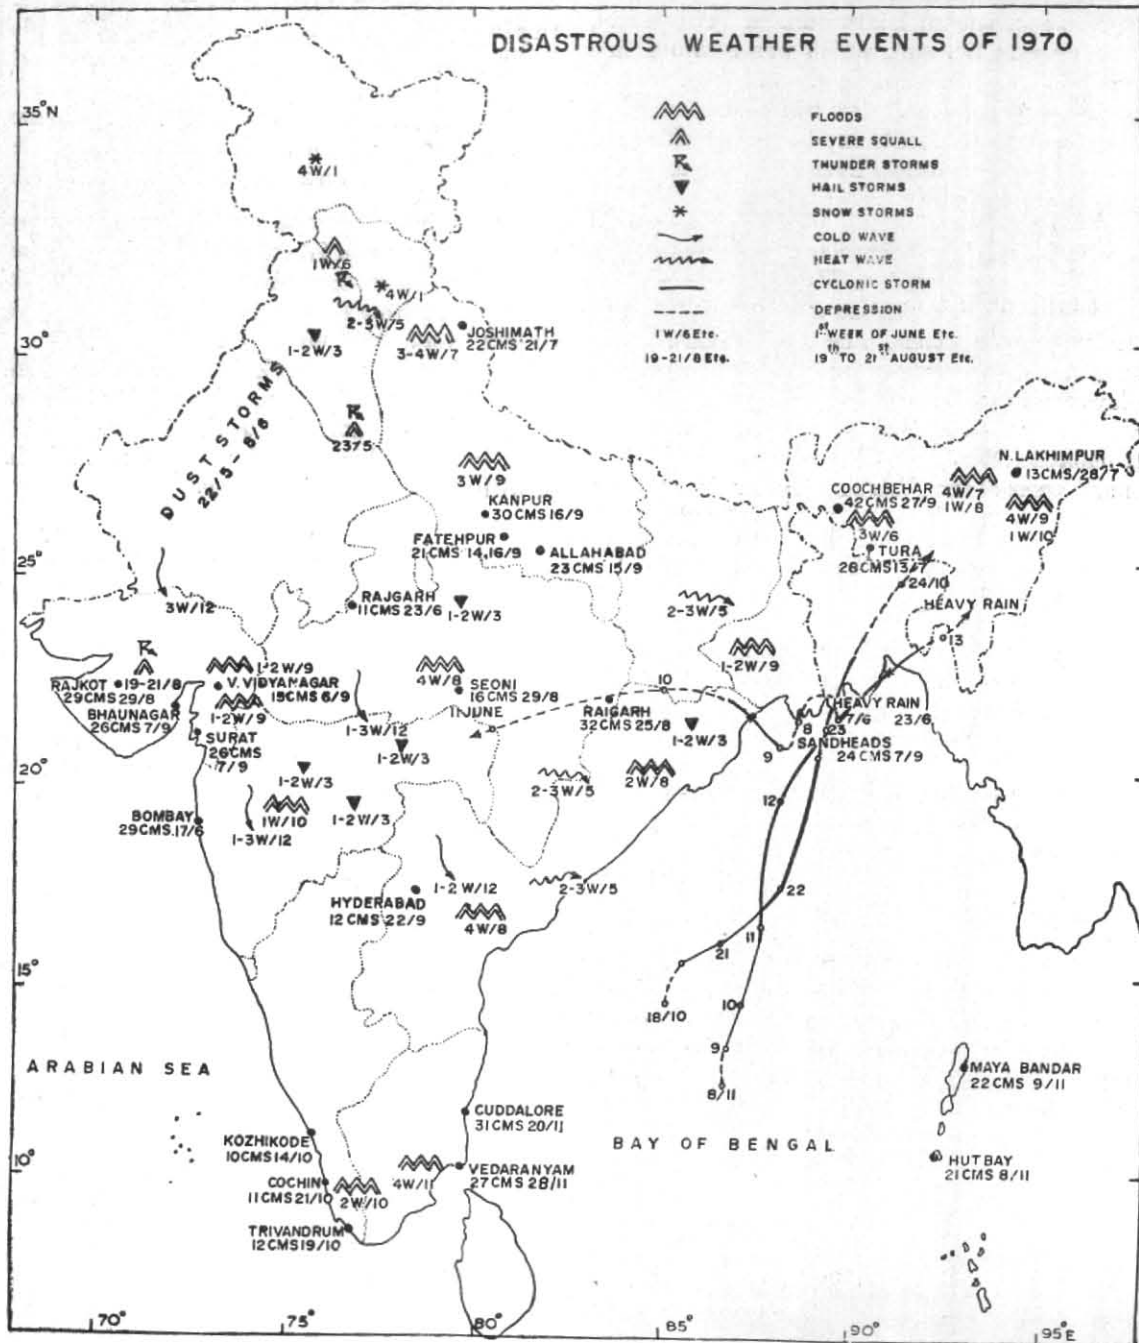 DISASTROUS WEATHER EVENTS OF 1970
FLOODS
SEVERE SQUALL
THUNDER STORMS
HAIL STORMS
SNOW STORMS
COLD WAVE
HEAT WAVE
CYCLONIC STORM
DEPRESSION
1W/6 Etc. 1st WEEK OF JUNE Etc.
19-21/8 Etc. 19th TO 21st AUGUST Etc.
35°N
4W/1
1W/6
4W/1
2-3W/5
30°
1-2W/3
3-4W/7
JOSHIMATH
22CMS 21/7
DUST STORMS
22/5-8/6
23/5
3W/9
KANPUR
30CMS 16/9
N.LAKHIMPUR
13CMS/28/7
COOCHBEHAR
42CMS 27/9
4W/7
1W/8
4W/9
1W/10
3W/6
FATEHPUR
21CMS 14,16/9
ALLAHABAD
23CMS 15/9
TURA
28CMS 13/7
25°
24/10
3W/12
RAJGARH
11CMS 23/6
1-2W/3
2-3W/5
HEAVY RAIN
13
1-2W/9
19-21/8
1-2W/9
RAJKOT
29CMS 29/8
V. VIDYANAGAR
19CMS 6/9
4W/8
SEONI
16CMS 29/8
10
BHAUNAGAR
26CMS 7/9
1-2W/9
11JUNE
RAIGARH
32CMS 25/8
HEAVY RAIN
7/6
23/6
8
23
SURAT
26CMS
7/9
1-3W/12
1-2W/3
1-2W/3
9
SANDHEADS
24CMS 7/9
20°
1-2W/3
2-3W/5
2W/8
12
BOMBAY
29CMS.17/6
1W/10
1-2W/3
1-3W/12
HYDERABAD
12CMS 22/9
1-2W/12
2-3W/5
22
4W/8
11
21
15°
18/10
10
9
8/11
ARABIAN SEA
MAYA BANDAR
22CMS 9/11
CUDDALORE
31CMS 20/11
BAY OF BENGAL
KOZHIKODE
10CMS 14/10
10°
HUTBAY
21CMS 8/11
COCHIN
11CMS 21/10
4W/11
VEDARANYAM
27CMS 28/11
2W/10
TRIVANDRUM
12CMS 19/10
70°
75°
80°
85°
90°
95°E